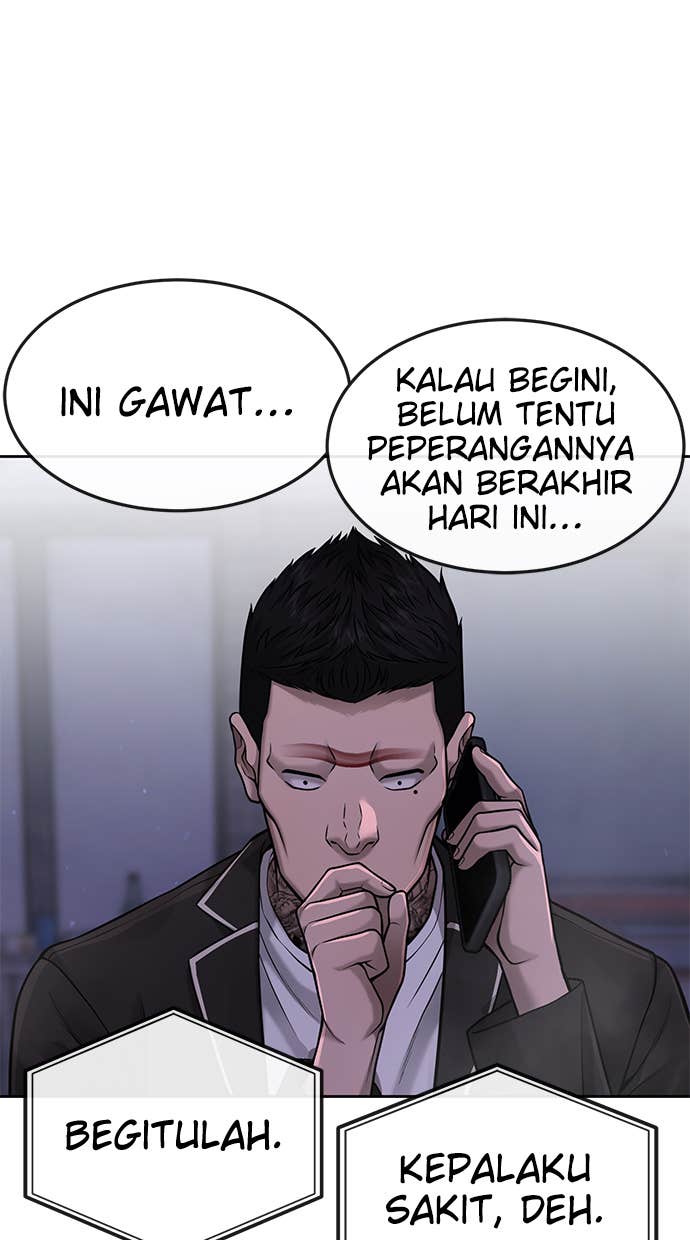 INI GAWAT...
KALAU BEGINI,
BELUM TENTU
PEPERANGANNYA
AKAN BERAKHIR
HARI INI...
BEGITULAH.
KEPALAKU
SAKIT, DEH.